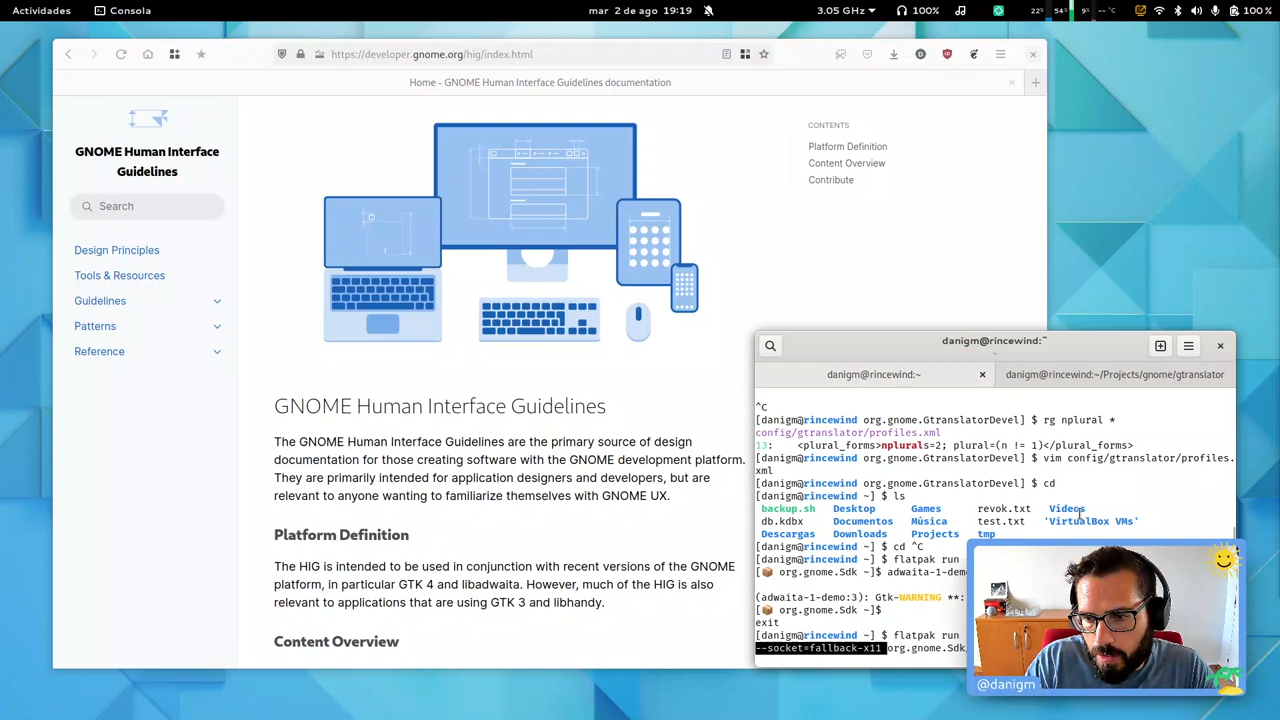 Actividades
Consola
mar 2 de ago 19:19
3.05 GHz
100%
22%
54%
9%
-- °C
100 %
https://developer.gnome.org/hig/index.html
Home - GNOME Human Interface Guidelines documentation
GNOME Human Interface
Guidelines
Search
Design Principles
Tools & Resources
Guidelines
Patterns
Reference
CONTENTS
Platform Definition
Content Overview
Contribute
GNOME Human Interface Guidelines
The GNOME Human Interface Guidelines are the primary source of design
documentation for those creating software with the GNOME development platform.
They are primarily intended for application designers and developers, but are
relevant to anyone wanting to familiarize themselves with GNOME UX.
Platform Definition
The HIG is intended to be used in conjunction with recent versions of the GNOME
platform, in particular GTK 4 and libadwaita. However, much of the HIG is also
relevant to applications that are using GTK 3 and libhandy.
Content Overview
danigm@rincewind:~
~
danigm@rincewind:~
danigm@rincewind:~/Projects/gnome/gtranslator
^C
[danigm@rincewind org.gnome.GtranslatorDevel] $ rg nplural *
config/gtranslator/profiles.xml
13: <plural_forms>nplurals=2; plural=(n != 1)</plural_forms>
[danigm@rincewind org.gnome.GtranslatorDevel] $ vim config/gtranslator/profiles.
xml
[danigm@rincewind org.gnome.GtranslatorDevel] $ cd
[danigm@rincewind ~] $ ls
backup.sh Desktop Games revok.txt Videos
db.kdbx Documentos Música test.txt 'VirtualBox VMs'
Descargas Downloads Projects tmp
[danigm@rincewind ~] $ cd ^C
[danigm@rincewind ~] $ flatpak run
[📦 org.gnome.Sdk ~]$ adwaita-1-demo
(adwaita-1-demo:3): Gtk-WARNING **:
[📦 org.gnome.Sdk ~]$
exit
[danigm@rincewind ~] $ flatpak run
--socket=fallback-x11 org.gnome.Sdk
@danigm